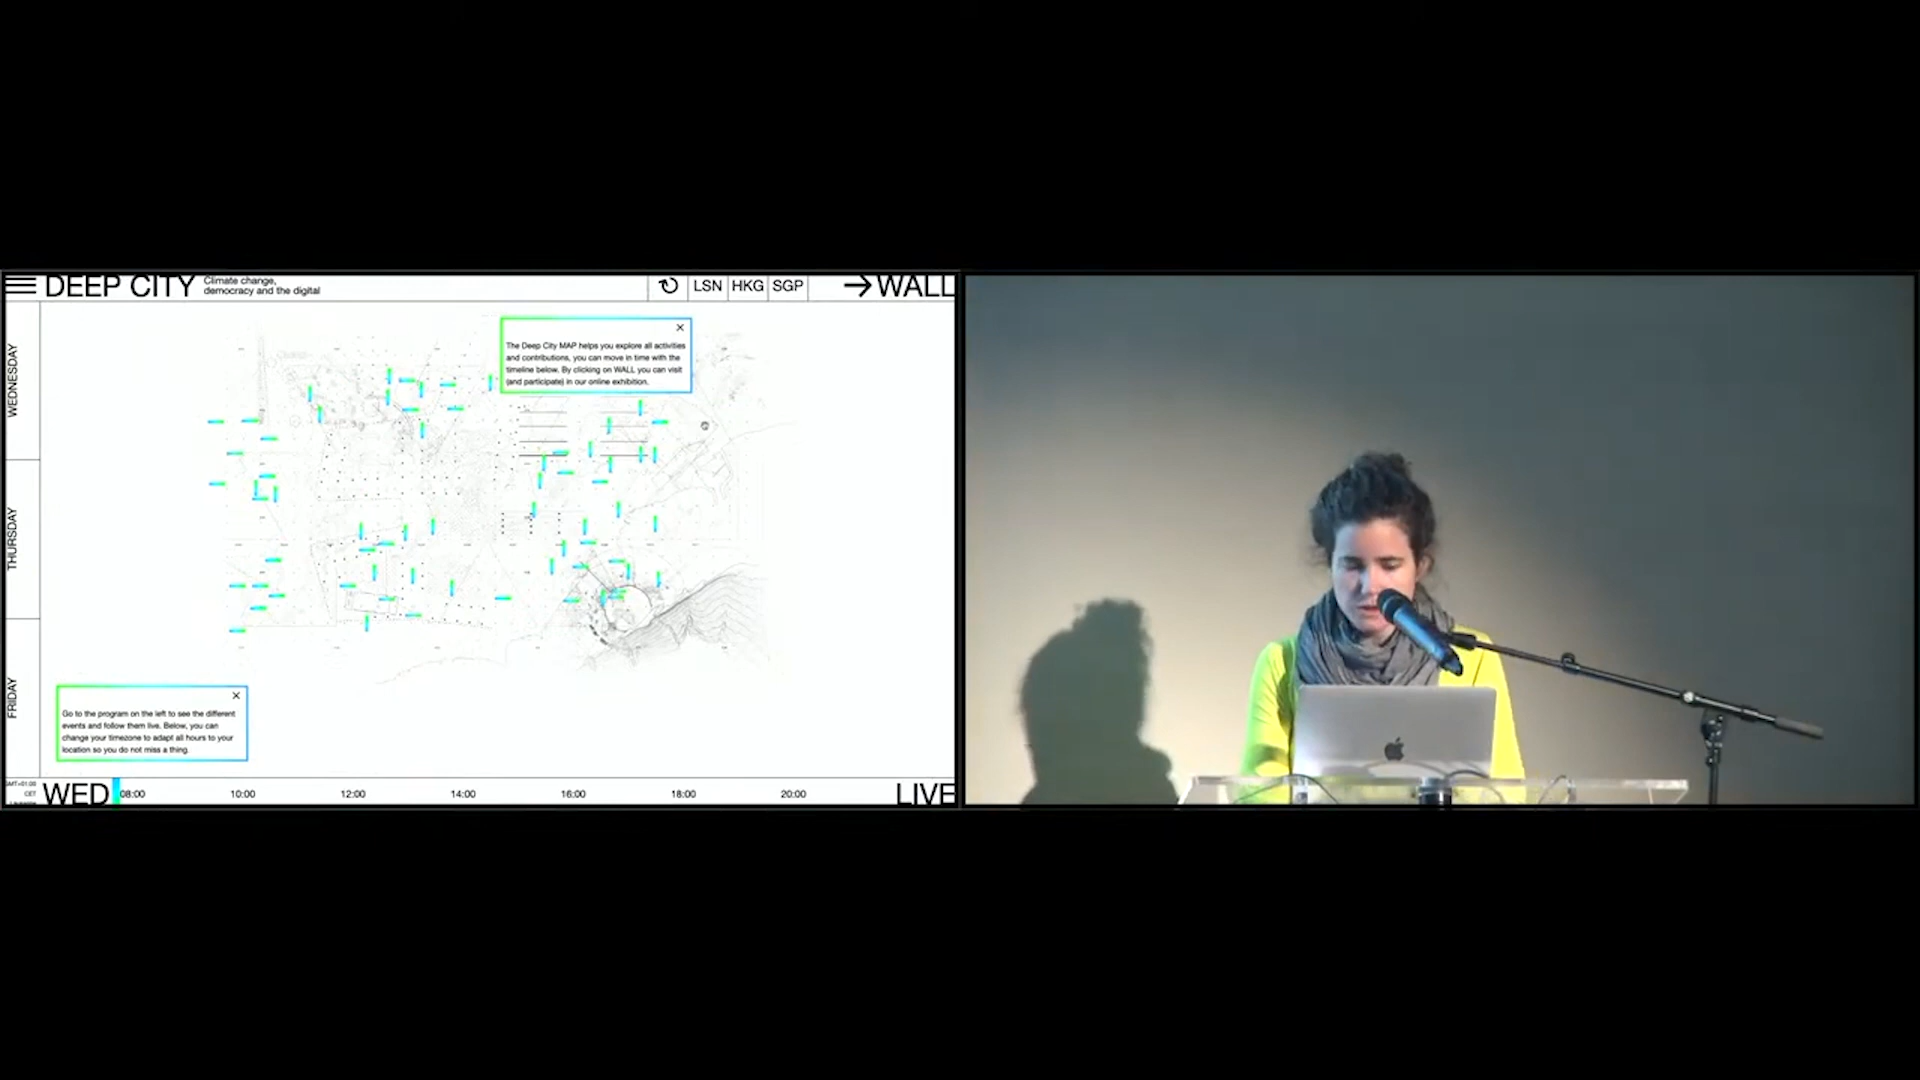 DEEP CITY
Climate change,
democracy and the digital
LSN HKG SGP
WALL
WEDNESDAY
The Deep City MAP helps you explore all activities
and contributions, you can move in time with the
timeline below. By clicking on WALL you can visit
(and participate) in our online exhibition.
THURSDAY
FRIDAY
Go to the program on the left to see the different
events and follow them live. Below, you can
change your timezone to adapt all hours to your
location so you do not miss a thing.
GMT+01:00
CET
WED 08:00 10:00 12:00 14:00 16:00 18:00 20:00 LIVE